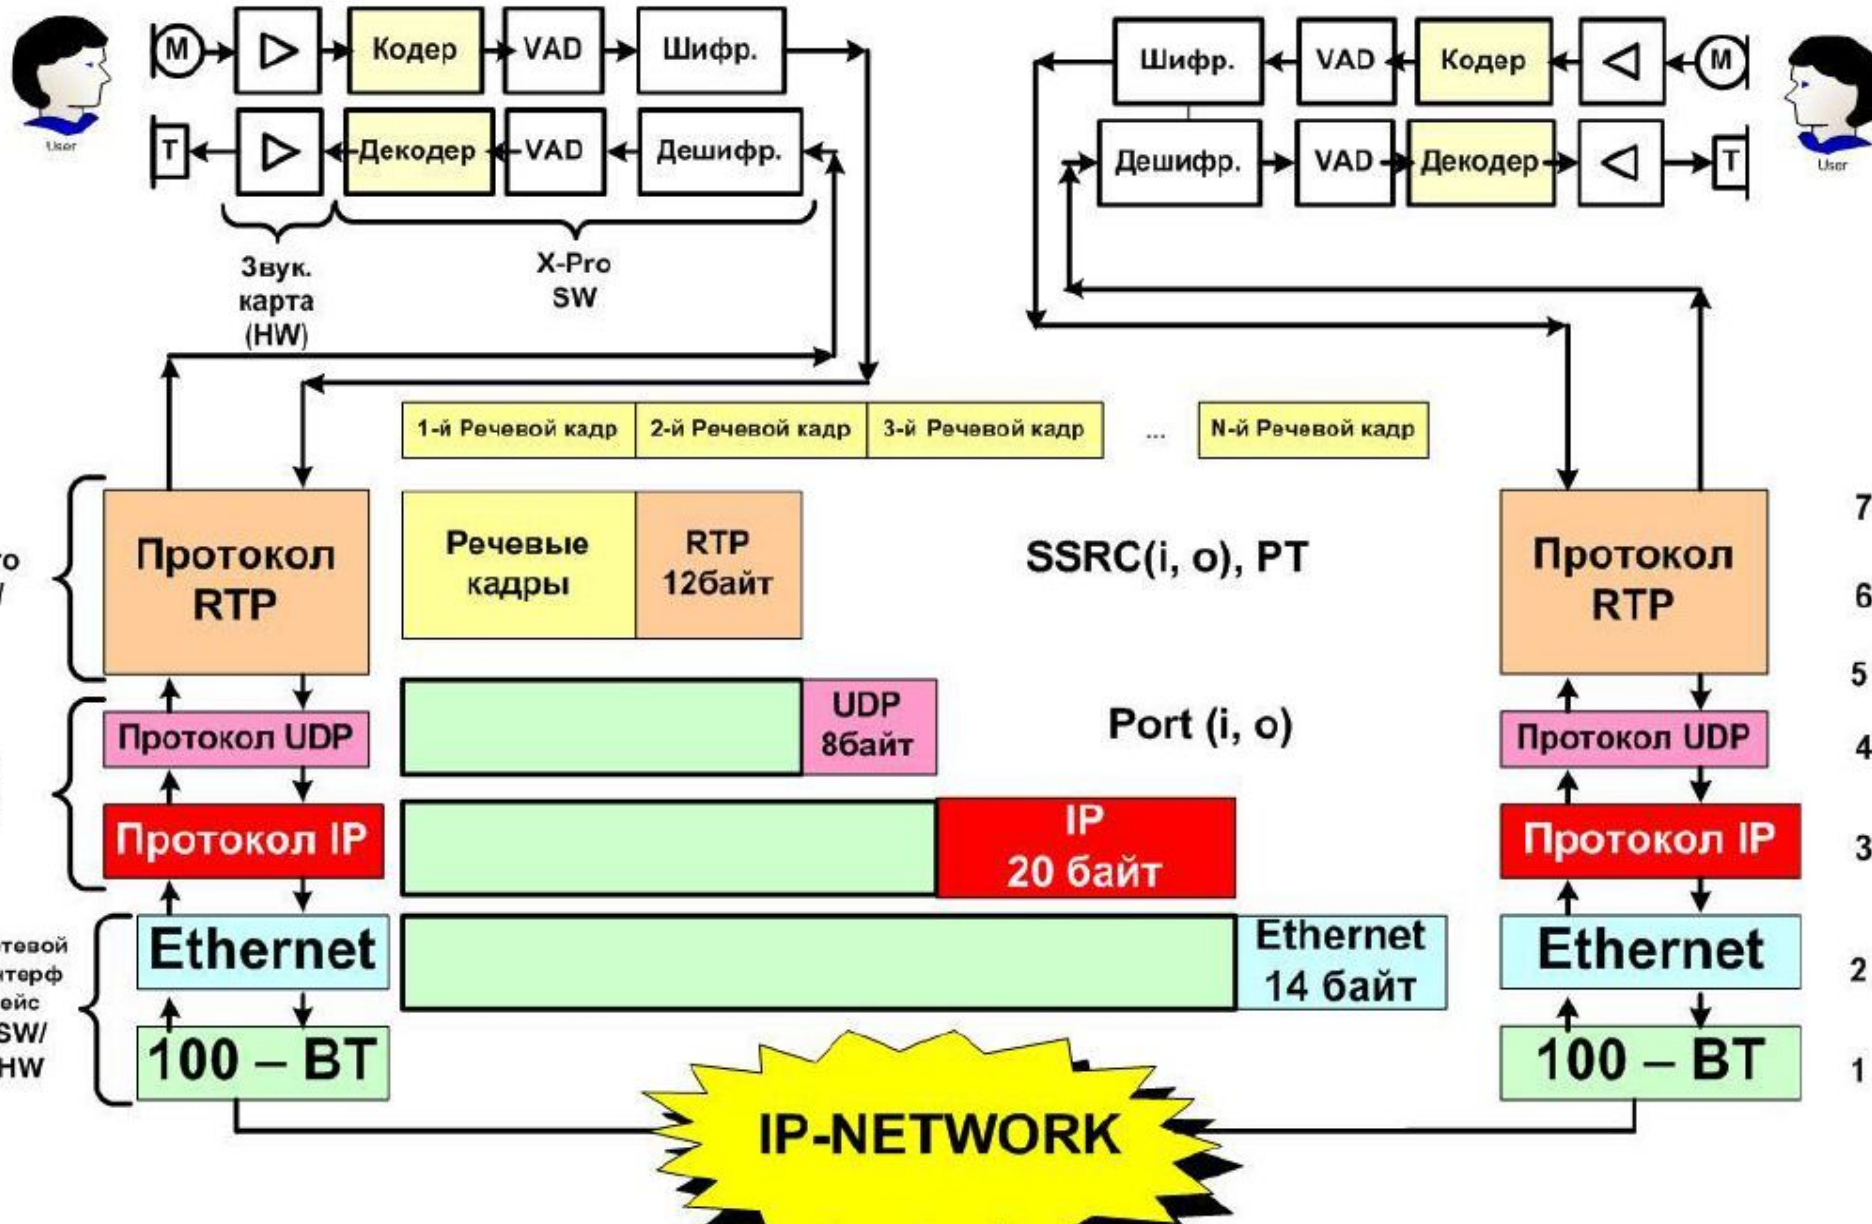 M
Кодер
VAD
Шифр.
User
T
Декодер
VAD
Дешифр.
Звук.
карта
(HW)
X-Pro
SW
Шифр.
VAD
Кодер
M
Дешифр.
VAD
Декодер
T
User
1-й Речевой кадр
2-й Речевой кадр
3-й Речевой кадр
...
N-й Речевой кадр
Протокол
RTP
Речевые
кадры
RTP
12байт
SSRC(i, o), PT
Протокол
RTP
7
6
5
Протокол UDP
UDP
8байт
Port (i, o)
Протокол UDP
4
Протокол IP
IP
20 байт
Протокол IP
3
Ethernet
Ethernet
14 байт
Ethernet
2
SW/
HW
100 – BT
100 – BT
1
IP-NETWORK